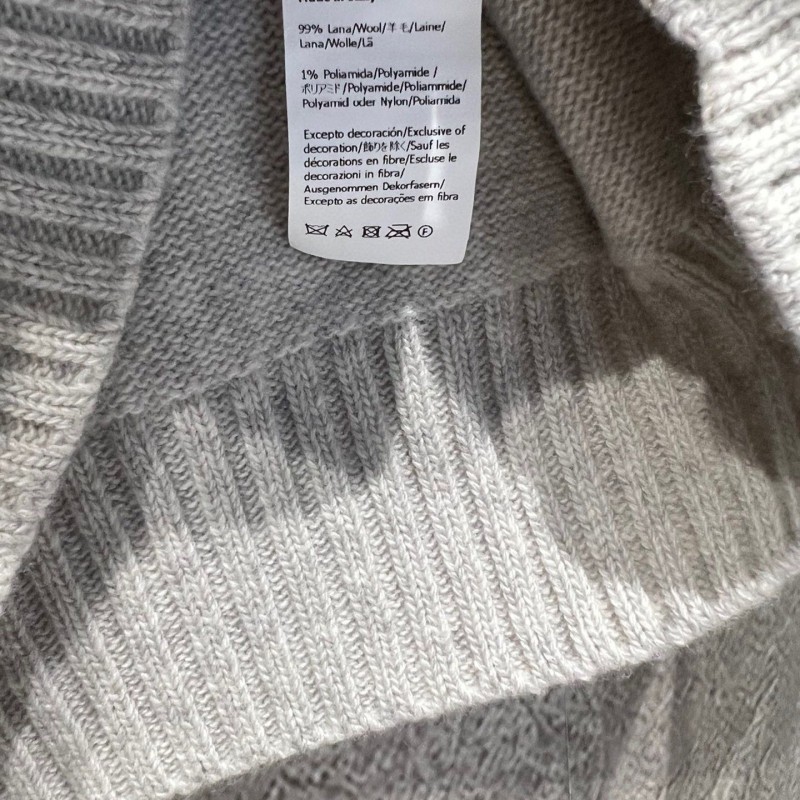 99% Lana/Wool/羊毛/Laine/
Lana/Wolle/Lã
1% Poliamida/Polyamide /
ポリアミド/Polyamide/Poliammide/
Polyamid oder Nylon/Poliamida
Excepto decoración/Exclusive of
decoration/飾りを除く/Sauf les
décorations en fibre/Escluse le
decorazioni in fibra/
Ausgenommen Dekorfasern/
Excepto as decorações em fibra
F